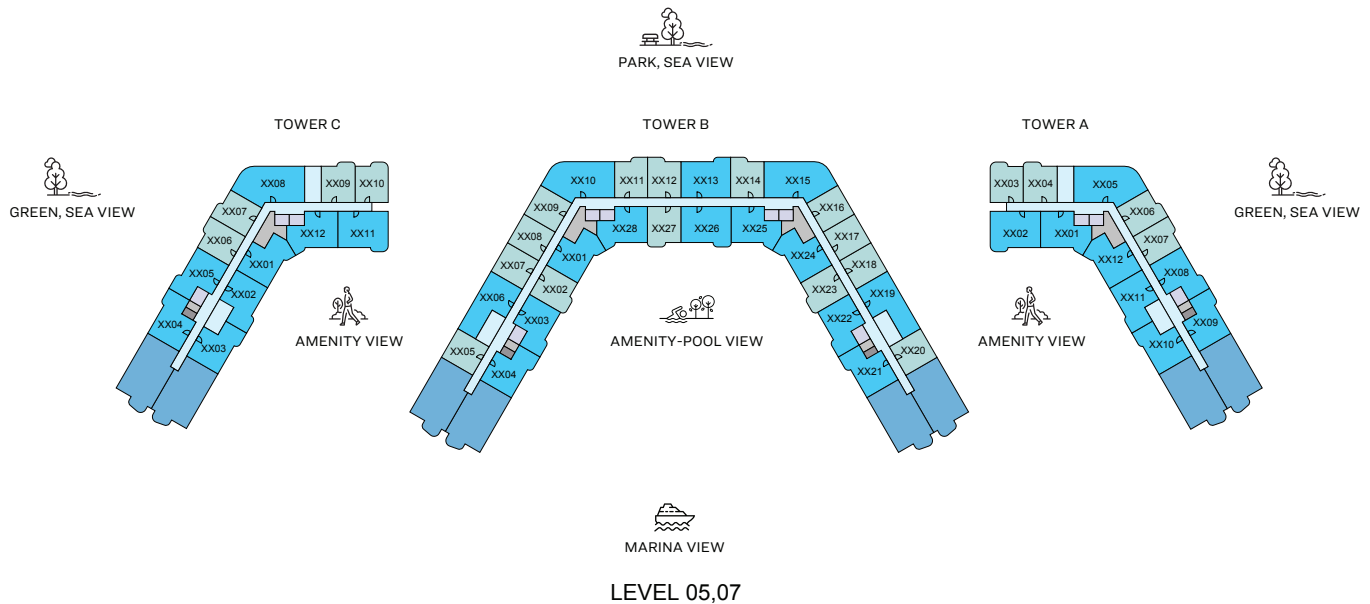 PARK, SEA VIEW
TOWER C
TOWER B
TOWER A
GREEN, SEA VIEW
GREEN, SEA VIEW
XX08
XX09
XX10
XX07
XX06
XX12
XX11
XX05
XX01
XX02
XX04
XX03
XX10
XX11
XX12
XX13
XX14
XX15
XX09
XX28
XX27
XX26
XX25
XX16
XX08
XX01
XX24
XX17
XX07
XX02
XX23
XX18
XX06
XX03
XX22
XX19
XX05
XX04
XX21
XX20
XX03
XX04
XX05
XX02
XX01
XX06
XX12
XX07
XX11
XX08
XX10
XX09
AMENITY VIEW
AMENITY-POOL VIEW
AMENITY VIEW
MARINA VIEW
LEVEL 05,07